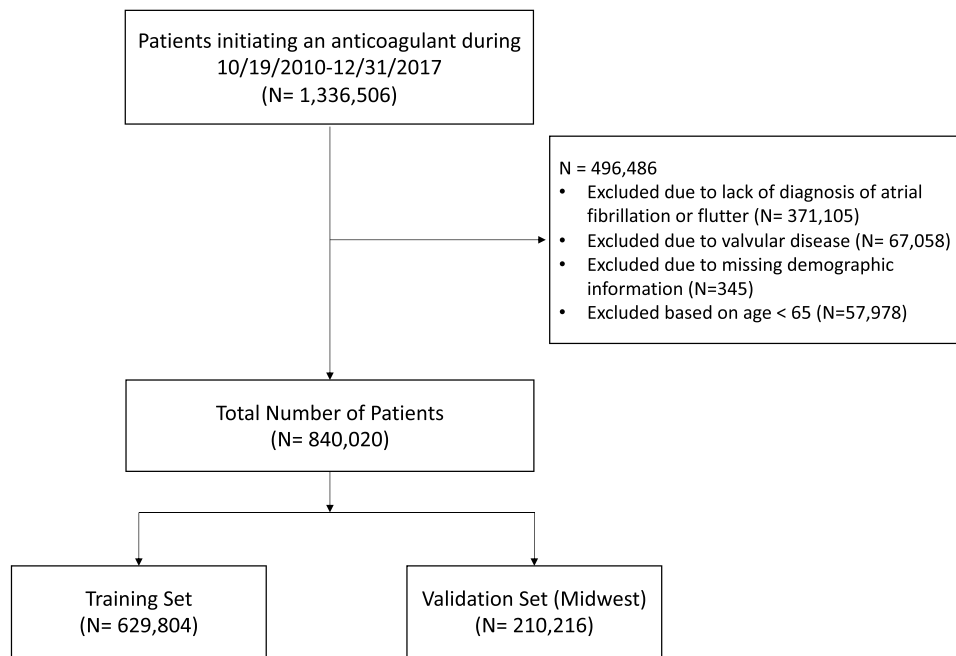 Patients initiating an anticoagulant during
10/19/2010-12/31/2017
(N= 1,336,506)
N = 496,486
• Excluded due to lack of diagnosis of atrial
fibrillation or flutter (N= 371,105)
• Excluded due to valvular disease (N= 67,058)
• Excluded due to missing demographic
information (N=345)
• Excluded based on age < 65 (N=57,978)
Total Number of Patients
(N= 840,020)
Training Set
(N= 629,804)
Validation Set (Midwest)
(N= 210,216)